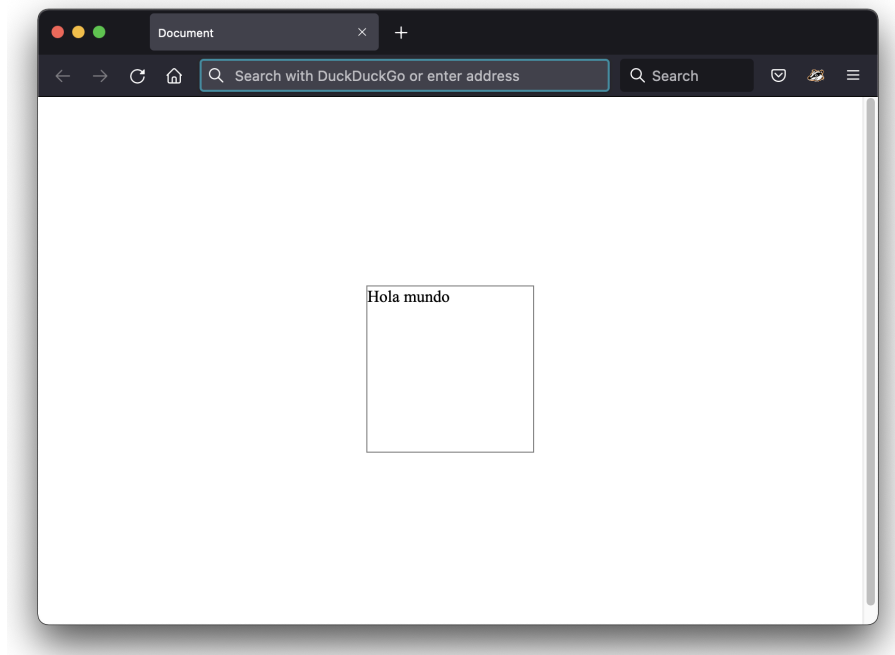 Document
Search with DuckDuckGo or enter address
Search
Hola mundo